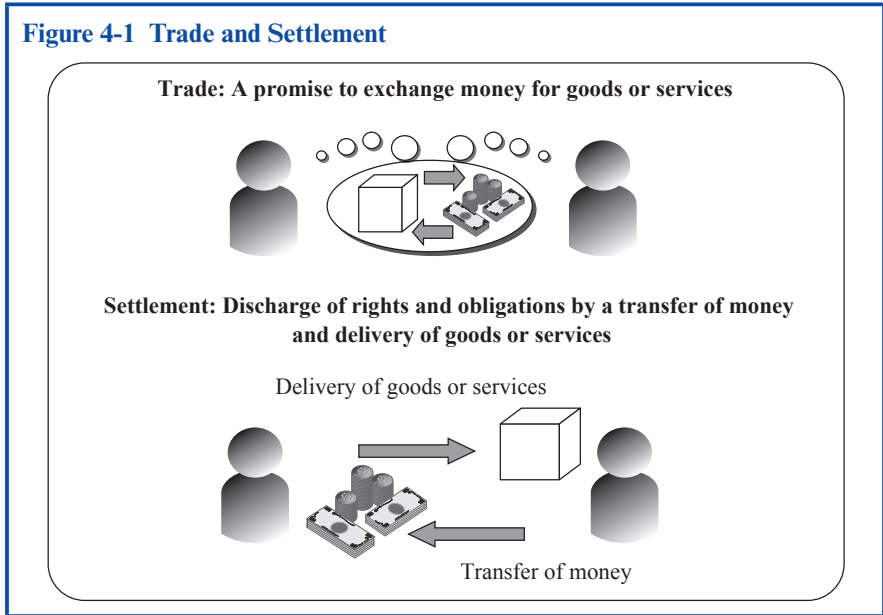 Figure 4-1 Trade and Settlement
Trade: A promise to exchange money for goods or services
Settlement: Discharge of rights and obligations by a transfer of money
and delivery of goods or services
Delivery of goods or services
Transfer of money